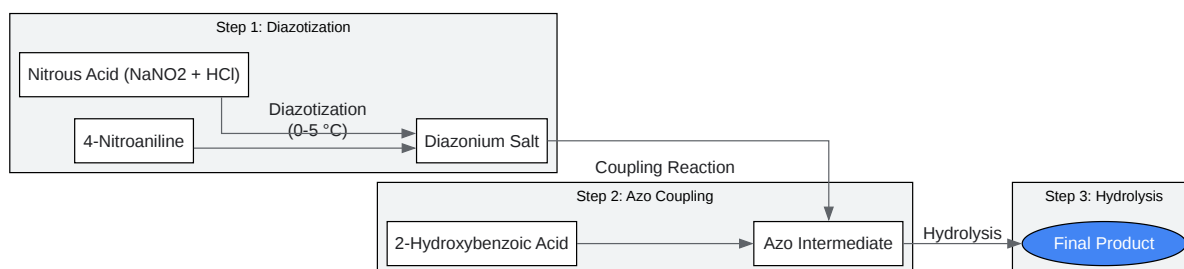 Step 1: Diazotization
Nitrous Acid (NaNO2 + HCl)
Diazotization
(0-5 °C)
4-Nitroaniline
Diazonium Salt
Coupling Reaction
Step 2: Azo Coupling
Step 3: Hydrolysis
2-Hydroxybenzoic Acid
Azo Intermediate
Hydrolysis
Final Product